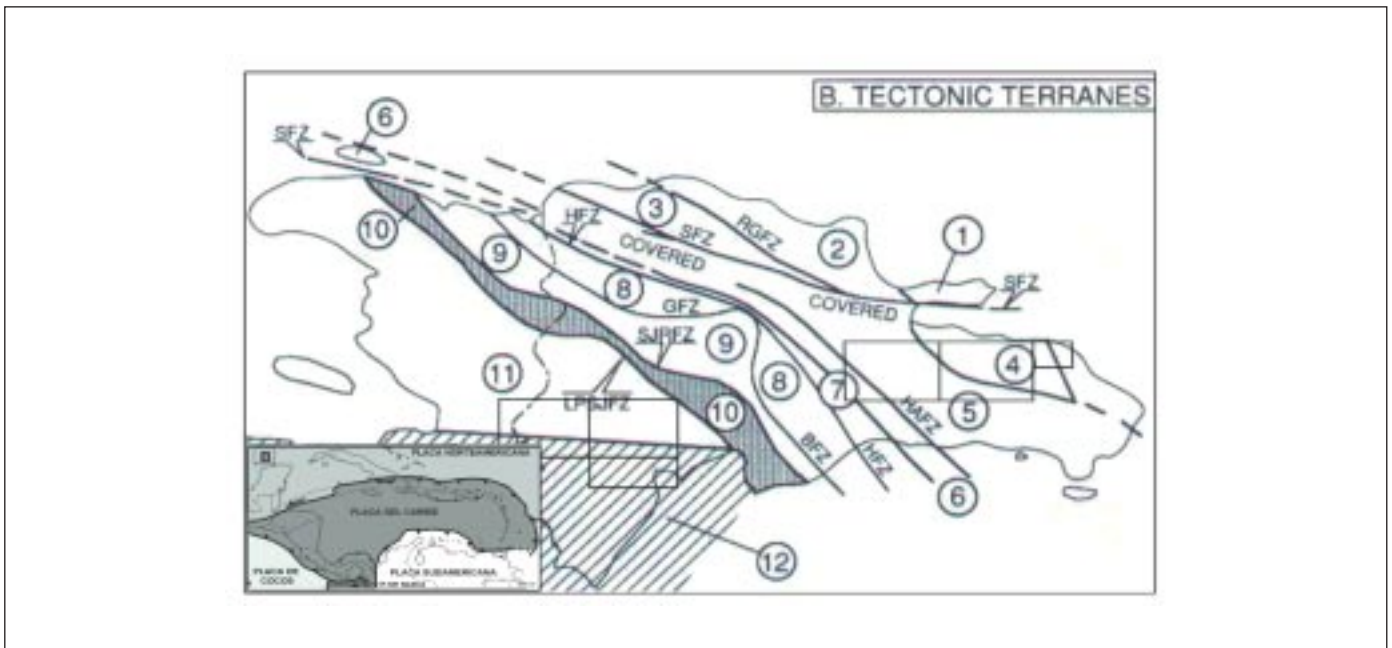 B. TECTONIC TERRANES
SFZ
6
3
HFZ
SFZ
RGFZ
2
1
10
COVERED
9
8
COVERED
SFZ
GFZ
SJRFZ
9
4
11
8
7
LPSJFZ
10
HAFZ
5
BFZ
HFZ
6
12
PLACA NORTEAMERICANA
PLACA DEL CARIBE
PLACA DE
COCOS
PLACA SUDAMERICANA